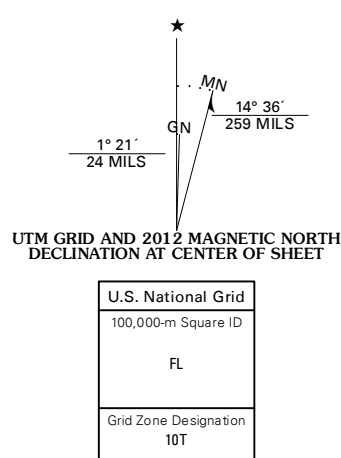 ★
MN
14° 36´
259 MILS
GN
1° 21´
24 MILS
UTM GRID AND 2012 MAGNETIC NORTH
DECLINATION AT CENTER OF SHEET
U.S. National Grid
100,000-m Square ID
FL
Grid Zone Designation
10T